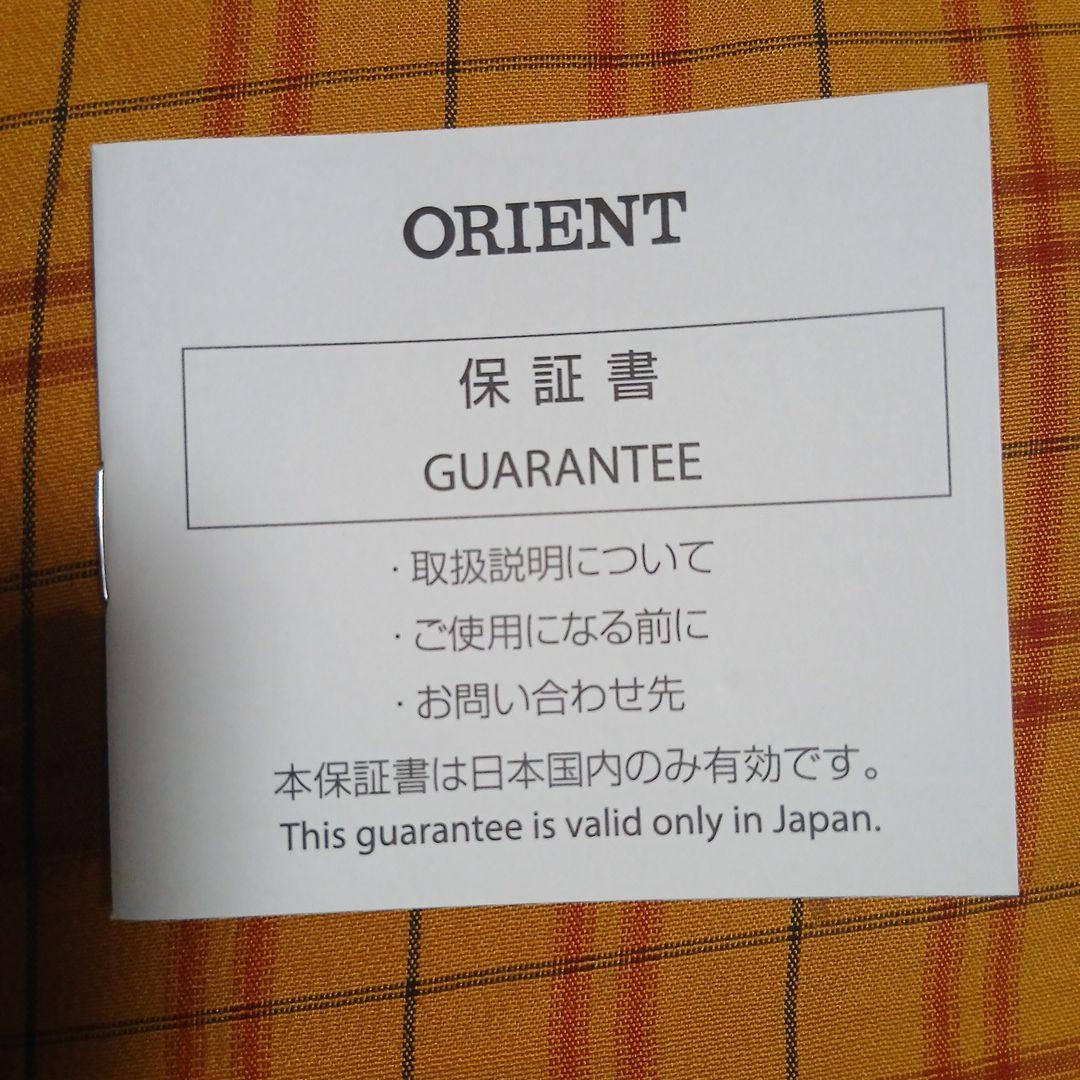 ORIENT
保証書
GUARANTEE
・取扱説明について
・ご使用になる前に
・お問い合わせ先
本保証書は日本国内のみ有効です。
This guarantee is valid only in Japan.